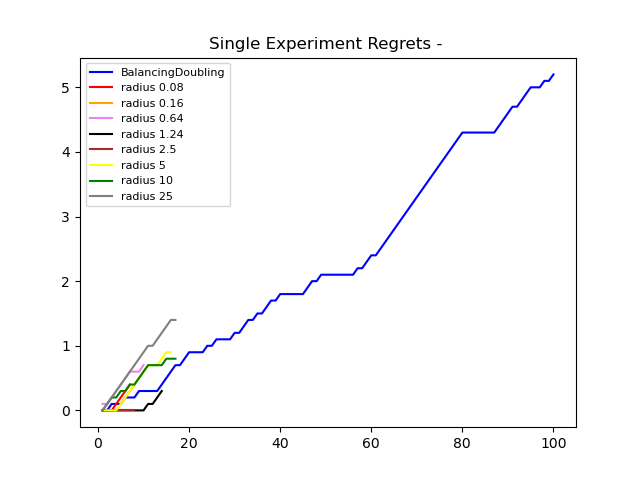 Single Experiment Regrets -
BalancingDoubling
radius 0.08
radius 0.16
radius 0.64
radius 1.24
radius 2.5
radius 5
radius 10
radius 25
5
4
3
2
1
0
0 20 40 60 80 100